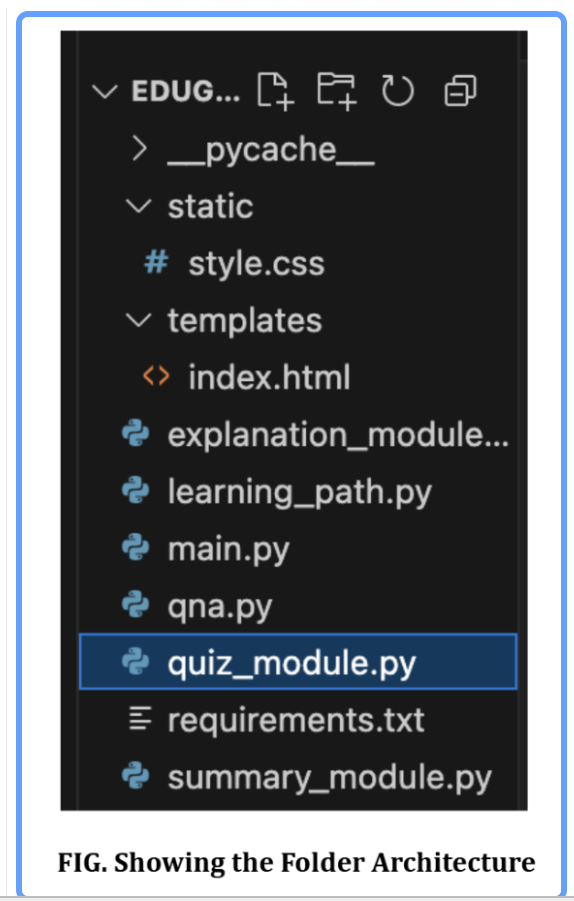 EDUG...
__pycache__
static
# style.css
templates
<> index.html
explanation_module...
learning_path.py
main.py
qna.py
quiz_module.py
requirements.txt
summary_module.py
FIG. Showing the Folder Architecture